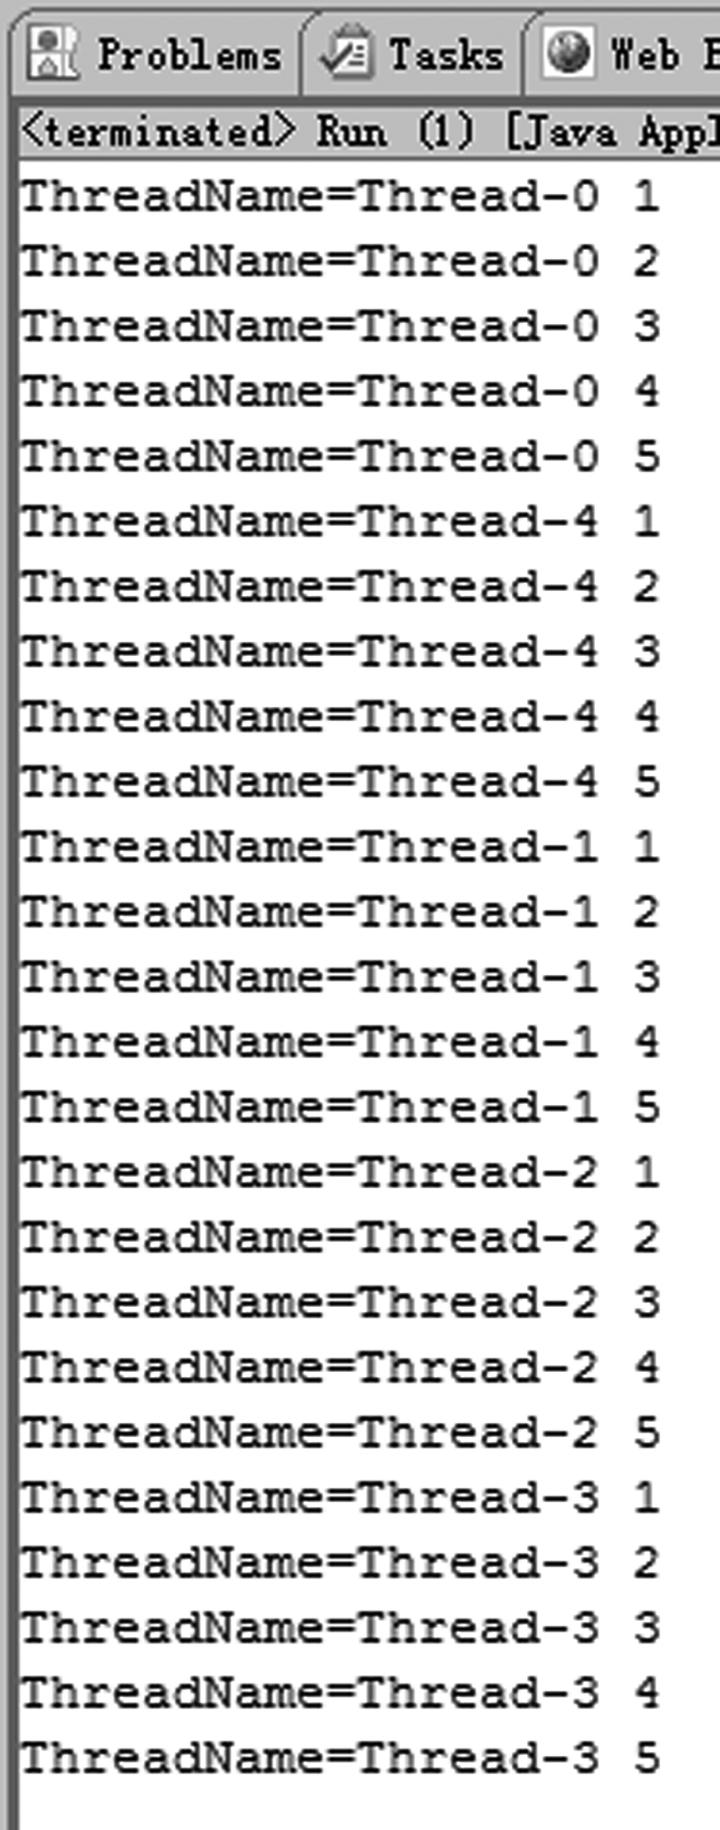 Problems Tasks Web
<terminated> Run (1) [Java Appl
ThreadName=Thread-0 1
ThreadName=Thread-0 2
ThreadName=Thread-0 3
ThreadName=Thread-0 4
ThreadName=Thread-0 5
ThreadName=Thread-4 1
ThreadName=Thread-4 2
ThreadName=Thread-4 3
ThreadName=Thread-4 4
ThreadName=Thread-4 5
ThreadName=Thread-1 1
ThreadName=Thread-1 2
ThreadName=Thread-1 3
ThreadName=Thread-1 4
ThreadName=Thread-1 5
ThreadName=Thread-2 1
ThreadName=Thread-2 2
ThreadName=Thread-2 3
ThreadName=Thread-2 4
ThreadName=Thread-2 5
ThreadName=Thread-3 1
ThreadName=Thread-3 2
ThreadName=Thread-3 3
ThreadName=Thread-3 4
ThreadName=Thread-3 5